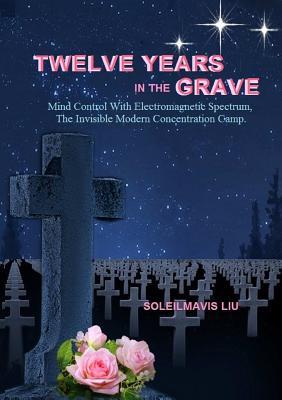 TWELVE YEARS
IN THE GRAVE
Mind Control With Electromagnetic Spectrum,
The Invisible Modern Concentration Camp.
SOLEILMAVIS LIU